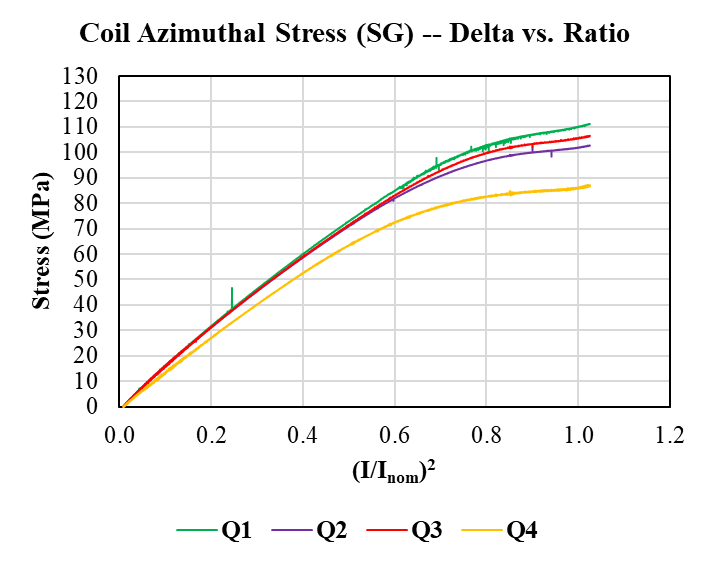 Coil Azimuthal Stress (SG) -- Delta vs. Ratio
130
120
110
100
90
80
70
60
50
40
30
20
10
0
Stress (MPa)
0.0 0.2 0.4 0.6 0.8 1.0 1.2
(I/Inom)²
Q1 Q2 Q3 Q4